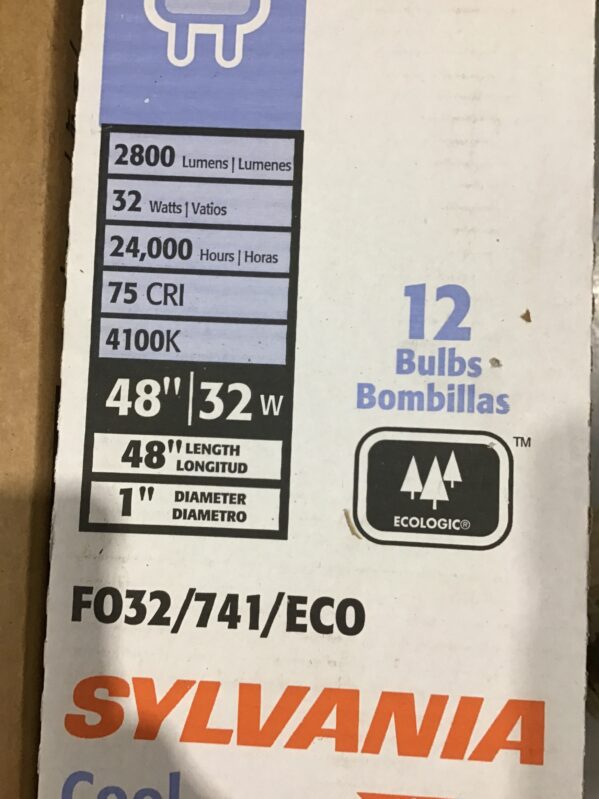 2800 Lumens | Lumenes
32 Watts | Vatios
24,000 Hours | Horas
75 CRI
4100K
48" | 32 W
48" LENGTH
LONGITUD
1" DIAMETER
DIAMETRO
12
Bulbs
Bombillas
TM
ECOLOGIC®
FO32/741/ECO
SYLVANIA
Cool